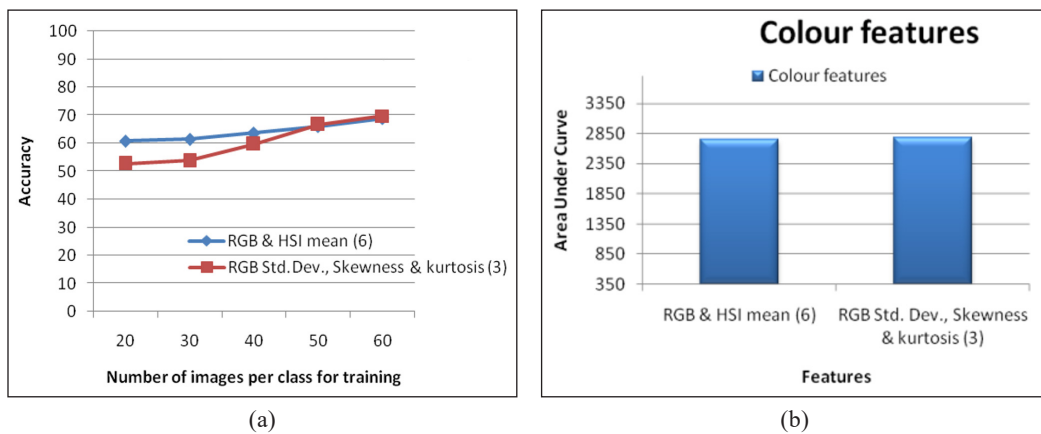 100
90
80
70
60
50
40
30
20
10
0
Accuracy
RGB & HSI mean (6)
RGB Std.Dev., Skewness & kurtosis (3)
20 30 40 50 60
Number of images per class for training
(a)
Colour features
Colour features
3350
2850
2350
1850
1350
850
350
Area Under Curve
RGB & HSI mean (6)
RGB Std. Dev., Skewness
& kurtosis (3)
Features
(b)